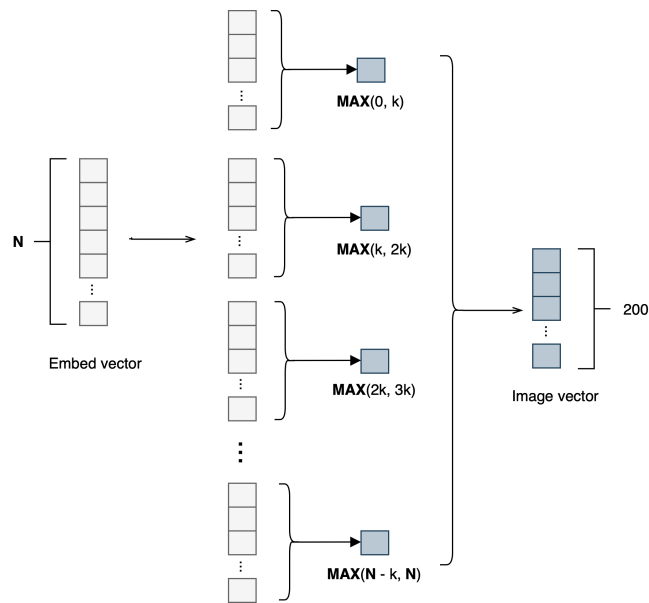 MAX(0, k)
N
MAX(k, 2k)
200
Embed vector
MAX(2k, 3k)
Image vector
MAX(N - k, N)